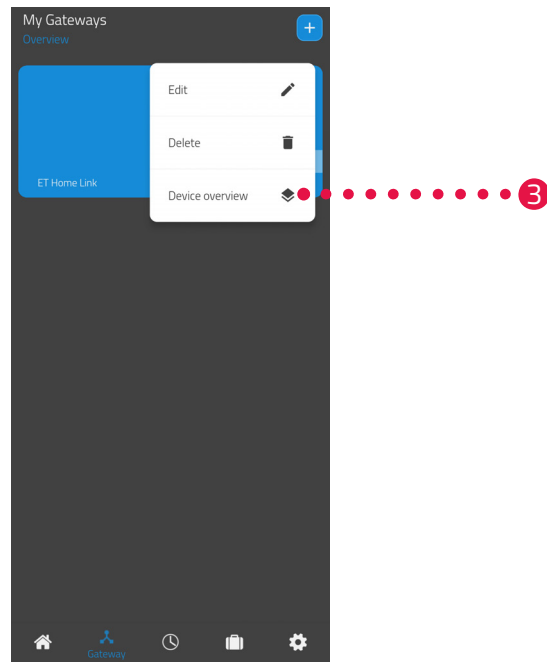 My Gateways
Overview
+
Edit
Delete
Device overview
ET Home Link
3
Gateway